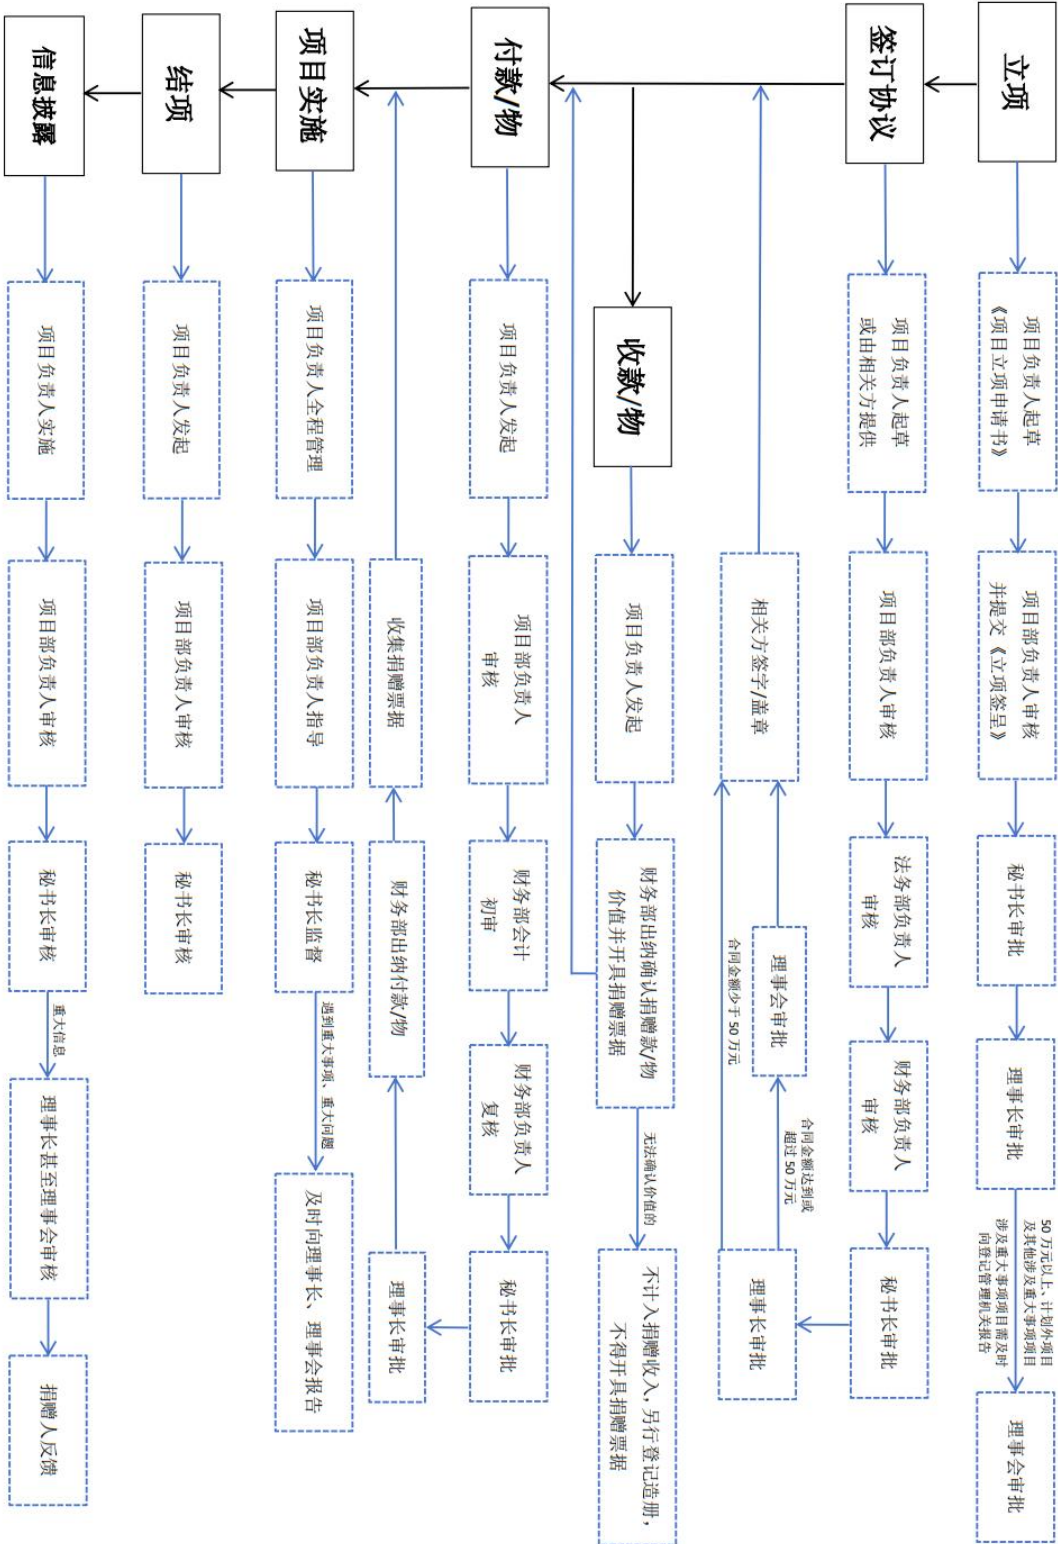 立项
项目负责人起草
《项目立项申请书》
项目部负责人审核
并提交《立项签呈》
秘书长审批
理事长审批
50 万元以上、计划外项目
及其他涉及重大事项项目
涉及重大事项项目需及时
向登记管理机关报告
理事会审批
签订协议
项目负责人起草
或由相关方提供
项目部负责人审核
法务部负责人
审核
财务部负责人
审核
秘书长审批
理事长审批
合同金额达到或
超过 50 万元
理事会审批
合同金额少于 50 万元
相关方签字/盖章
收款/物
项目负责人发起
财务部出纳确认捐赠款/物
价值并开具捐赠票据
无法确认价值的
不计入捐赠收入,另行登记造册,
不得开具捐赠票据
付款/物
项目负责人发起
项目部负责人
审核
财务部会计
初审
财务部负责人
复核
秘书长审批
理事长审批
财务部出纳付款/物
收集捐赠票据
项目实施
项目负责人全程管理
项目部负责人指导
秘书长监督
遇到重大事项、重大问题
及时向理事长、理事会报告
结项
项目负责人发起
项目部负责人审核
秘书长审核
信息披露
项目负责人实施
项目部负责人审核
秘书长审核
重大信息
理事长甚至理事会审核
捐赠人反馈